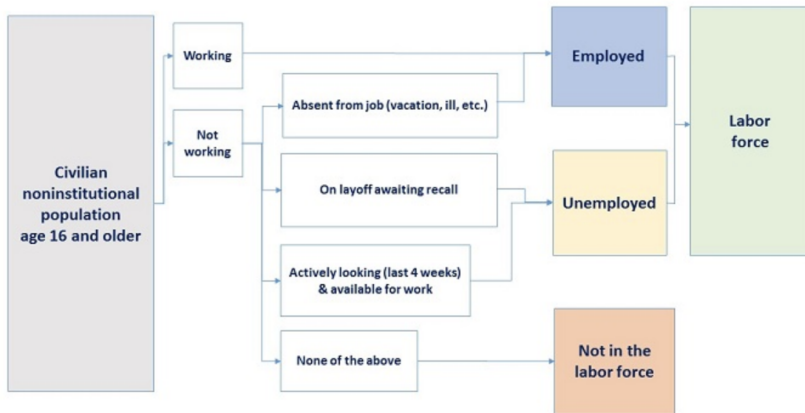 Civilian
noninstitutional
population
age 16 and older
Working
Not
working
Absent from job (vacation, ill, etc.)
On layoff awaiting recall
Actively looking (last 4 weeks)
& available for work
None of the above
Employed
Unemployed
Not in the
labor force
Labor
force